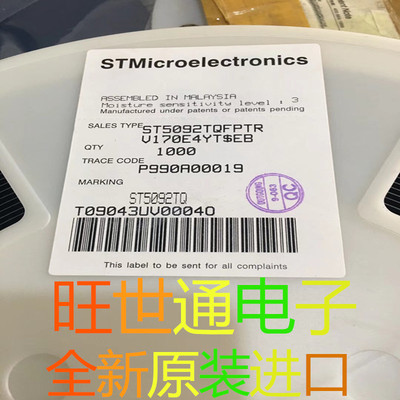 STMicroelectronics
ASSEMBLED IN MALAYSIA
Moisture sensitivity level : 3
Manufactured under patents or patents pending
SALES TYPE ST5092TQFPTR
V170E4YT$EB
QTY 1000
TRACE CODE P990A00019
MARKING
ST5092TQ
T09043UV00040
QC
This label to be sent for all complaints
旺世通电子
全新原装进口